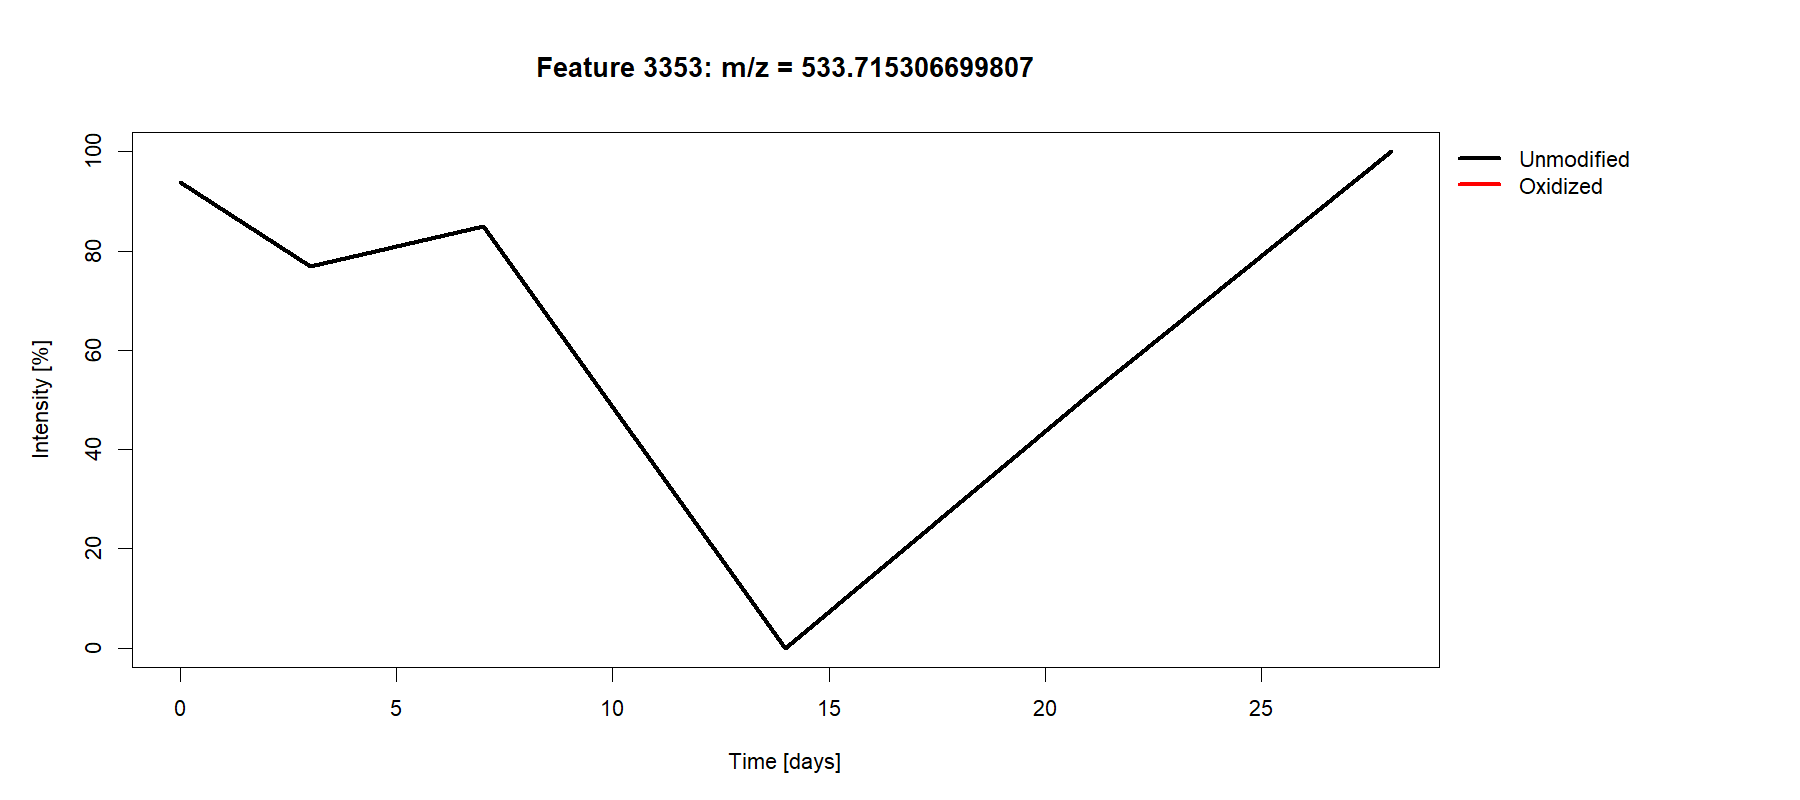 Feature 3353: m/z = 533.715306699807
Unmodified
Oxidized
Intensity [%]
100
80
60
40
20
0
0 5 10 15 20 25
Time [days]